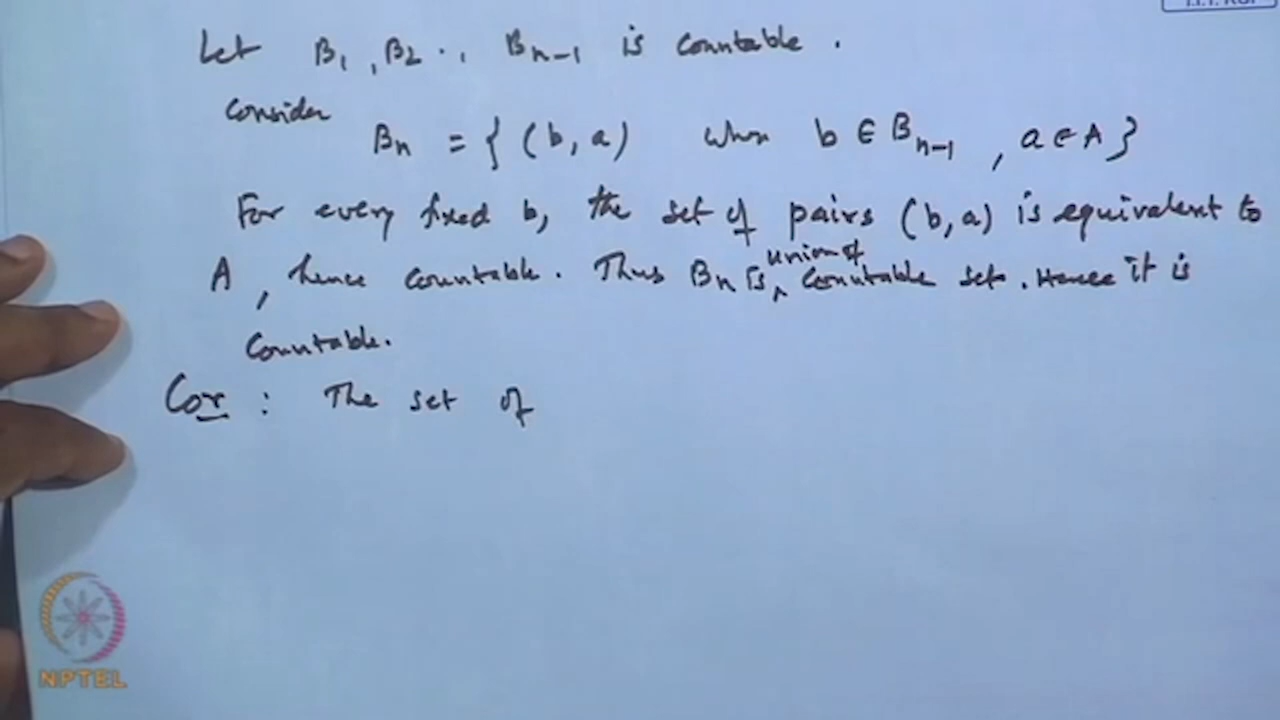 I.I.T. KGP
Let B1, B2 .., Bn-1 is Countable .
Consider
Bn = { (b, a) when b ∈ Bn-1 , a ∈ A }
For every fixed b, the set of pairs (b, a) is equivalent to
A , hence countable. Thus Bn is union of Countable set. Hence it is
Countable.
Cor : The set of
NPTEL